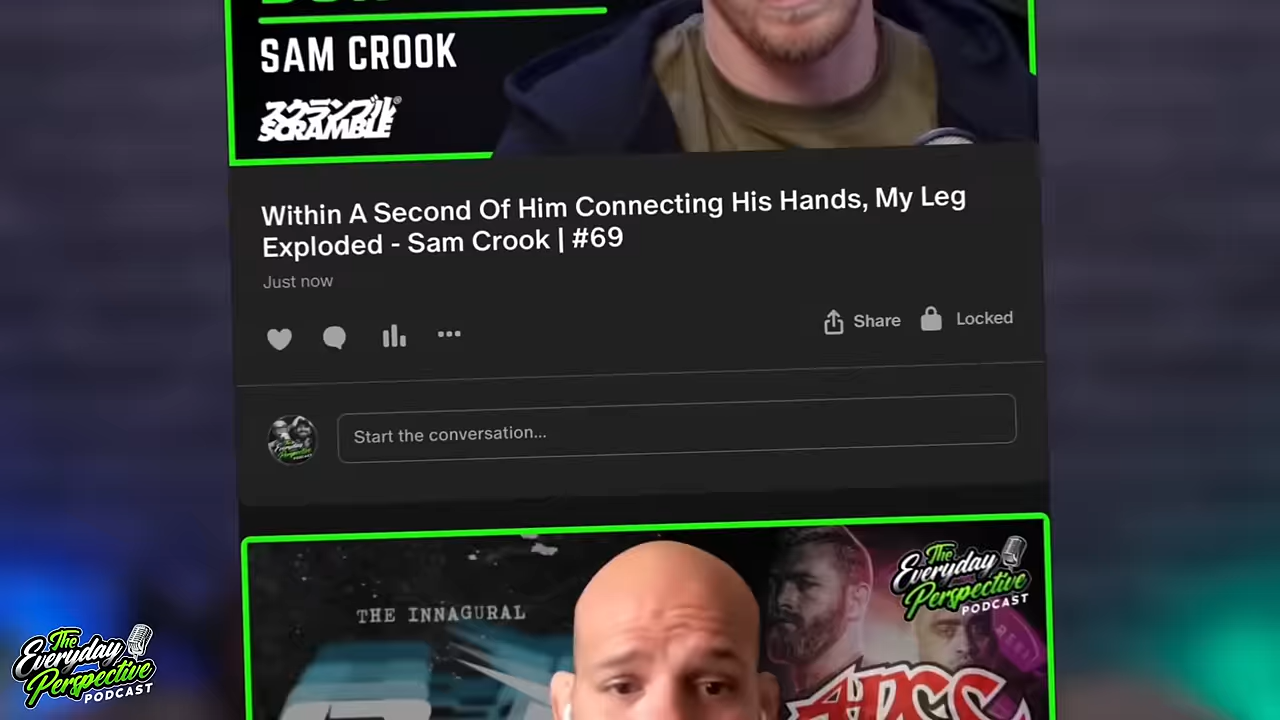 SAM CROOK
スクランブル®
SCRAMBLE
Within A Second Of Him Connecting His Hands, My Leg
Exploded - Sam Crook | #69
Just now
Share
Locked
Start the conversation...
The
Everyday
Perspective
PODCAST
THE INNAGURAL
The
Everyday
Perspective
PODCAST